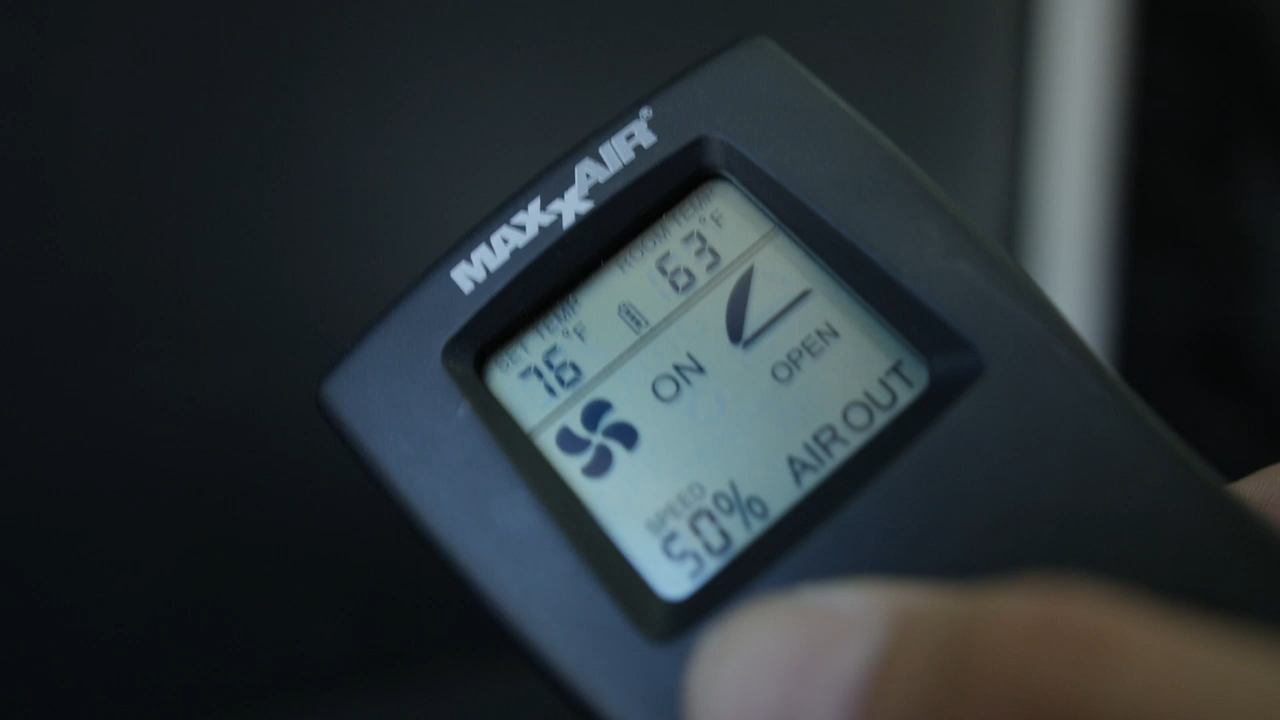 MAXXAIR®
SET TEMP
76°F
ROOM TEMP
63°F
ON
OPEN
SPEED
50%
AIR OUT